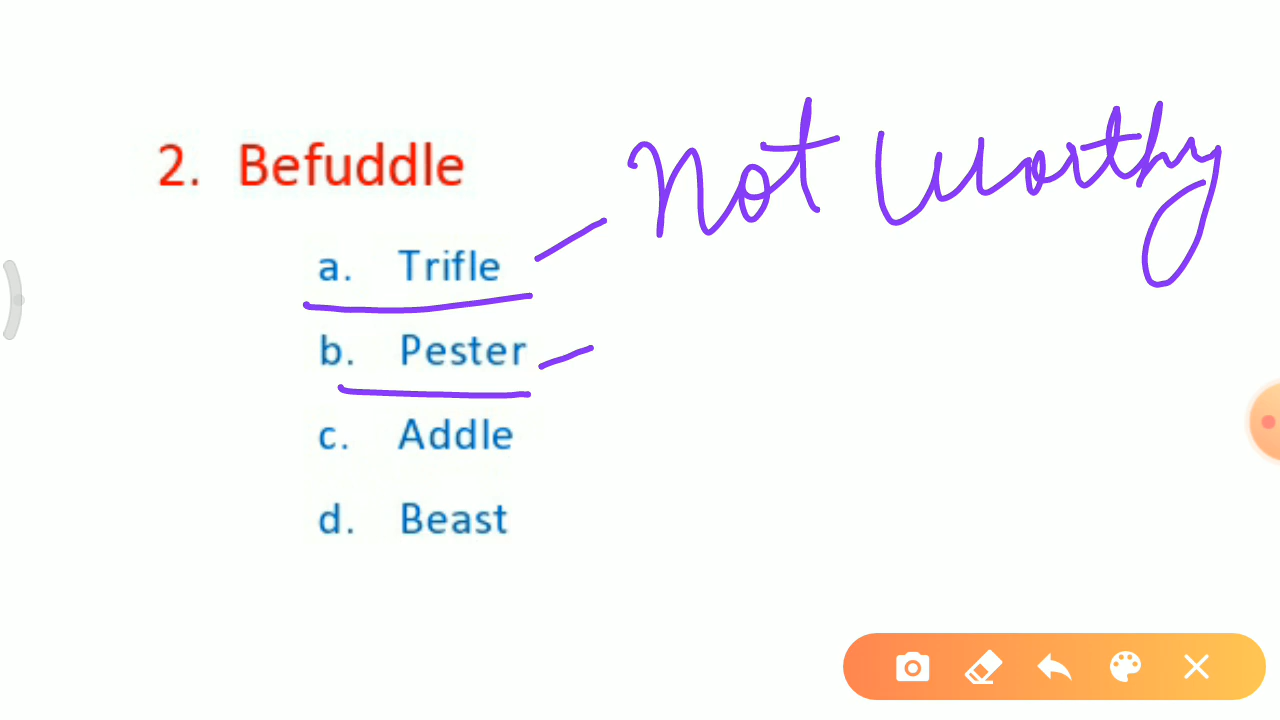 2. Befuddle
Not Worthy
a. Trifle
b. Pester
c. Addle
d. Beast